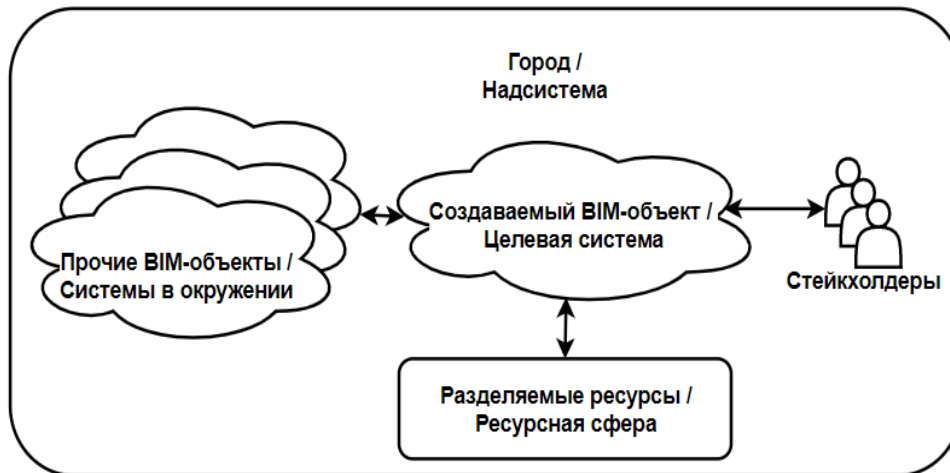 Город /
Надсистема
Прочие BIM-объекты /
Системы в окружении
Создаваемый BIM-объект /
Целевая система
Стейкхолдеры
Разделяемые ресурсы /
Ресурсная сфера